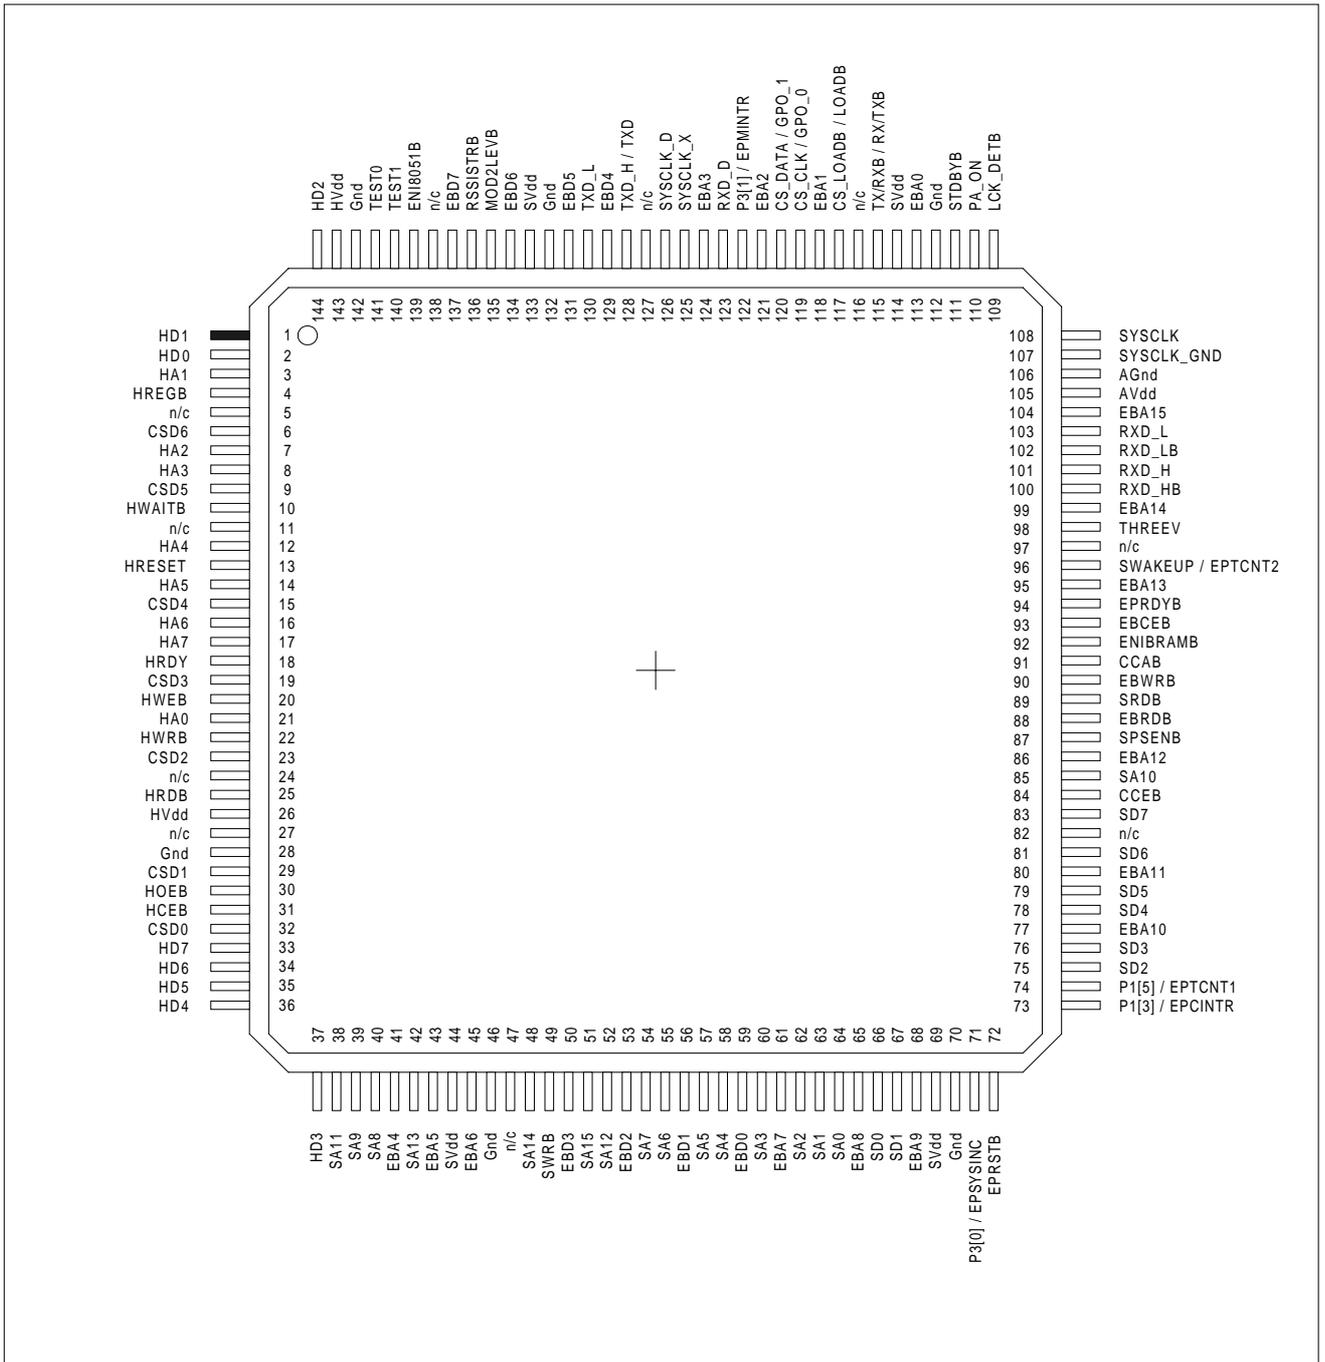 HD2
HVdd
Gnd
TEST0
TEST1
ENI8051B
n/c
EBD7
RSSISTRB
MOD2LEVB
EBD6
SVdd
Gnd
EBD5
TXD_L
EBD4
TXD_H / TXD
n/c
SYSCLK_D
SYSCLK_X
EBA3
RXD_D
P3[1] / EPMINTR
EBA2
CS_DATA / GPO_1
CS_CLK / GPO_0
EBA1
CS_LOADB / LOADB
n/c
TX/RXB / RX/TXB
SVdd
EBA0
Gnd
STDBYB
PA_ON
LCK_DETB
144
143
142
141
140
139
138
137
136
135
134
133
132
131
130
129
128
127
126
125
124
123
122
121
120
119
118
117
116
115
114
113
112
111
110
109
HD1 1
HD0 2
HA1 3
HREGB 4
n/c 5
CSD6 6
HA2 7
HA3 8
CSD5 9
HWAITB 10
n/c 11
HA4 12
HRESET 13
HA5 14
CSD4 15
HA6 16
HA7 17
HRDY 18
CSD3 19
HWEB 20
HA0 21
HWRB 22
CSD2 23
n/c 24
HRDB 25
HVdd 26
n/c 27
Gnd 28
CSD1 29
HOEB 30
HCEB 31
CSD0 32
HD7 33
HD6 34
HD5 35
HD4 36
108 SYSCLK
107 SYSCLK_GND
106 AGnd
105 AVdd
104 EBA15
103 RXD_L
102 RXD_LB
101 RXD_H
100 RXD_HB
99 EBA14
98 THREEV
97 n/c
96 SWAKEUP / EPTCNT2
95 EBA13
94 EPRDYB
93 EBCEB
92 ENIBRAMB
91 CCAB
90 EBWRB
89 SRDB
88 EBRDB
87 SPSENB
86 EBA12
85 SA10
84 CCEB
83 SD7
82 n/c
81 SD6
80 EBA11
79 SD5
78 SD4
77 EBA10
76 SD3
75 SD2
74 P1[5] / EPTCNT1
73 P1[3] / EPCINTR
37
38
39
40
41
42
43
44
45
46
47
48
49
50
51
52
53
54
55
56
57
58
59
60
61
62
63
64
65
66
67
68
69
70
71
72
HD3
SA11
SA9
SA8
EBA4
SA13
EBA5
SVdd
EBA6
Gnd
n/c
SA14
SWRB
EBD3
SA15
SA12
EBD2
SA7
SA6
EBD1
SA5
SA4
EBD0
SA3
EBA7
SA2
SA1
SA0
EBA8
SD0
SD1
EBA9
SVdd
Gnd
P3[0] / EPSYSINC
EPRSTB